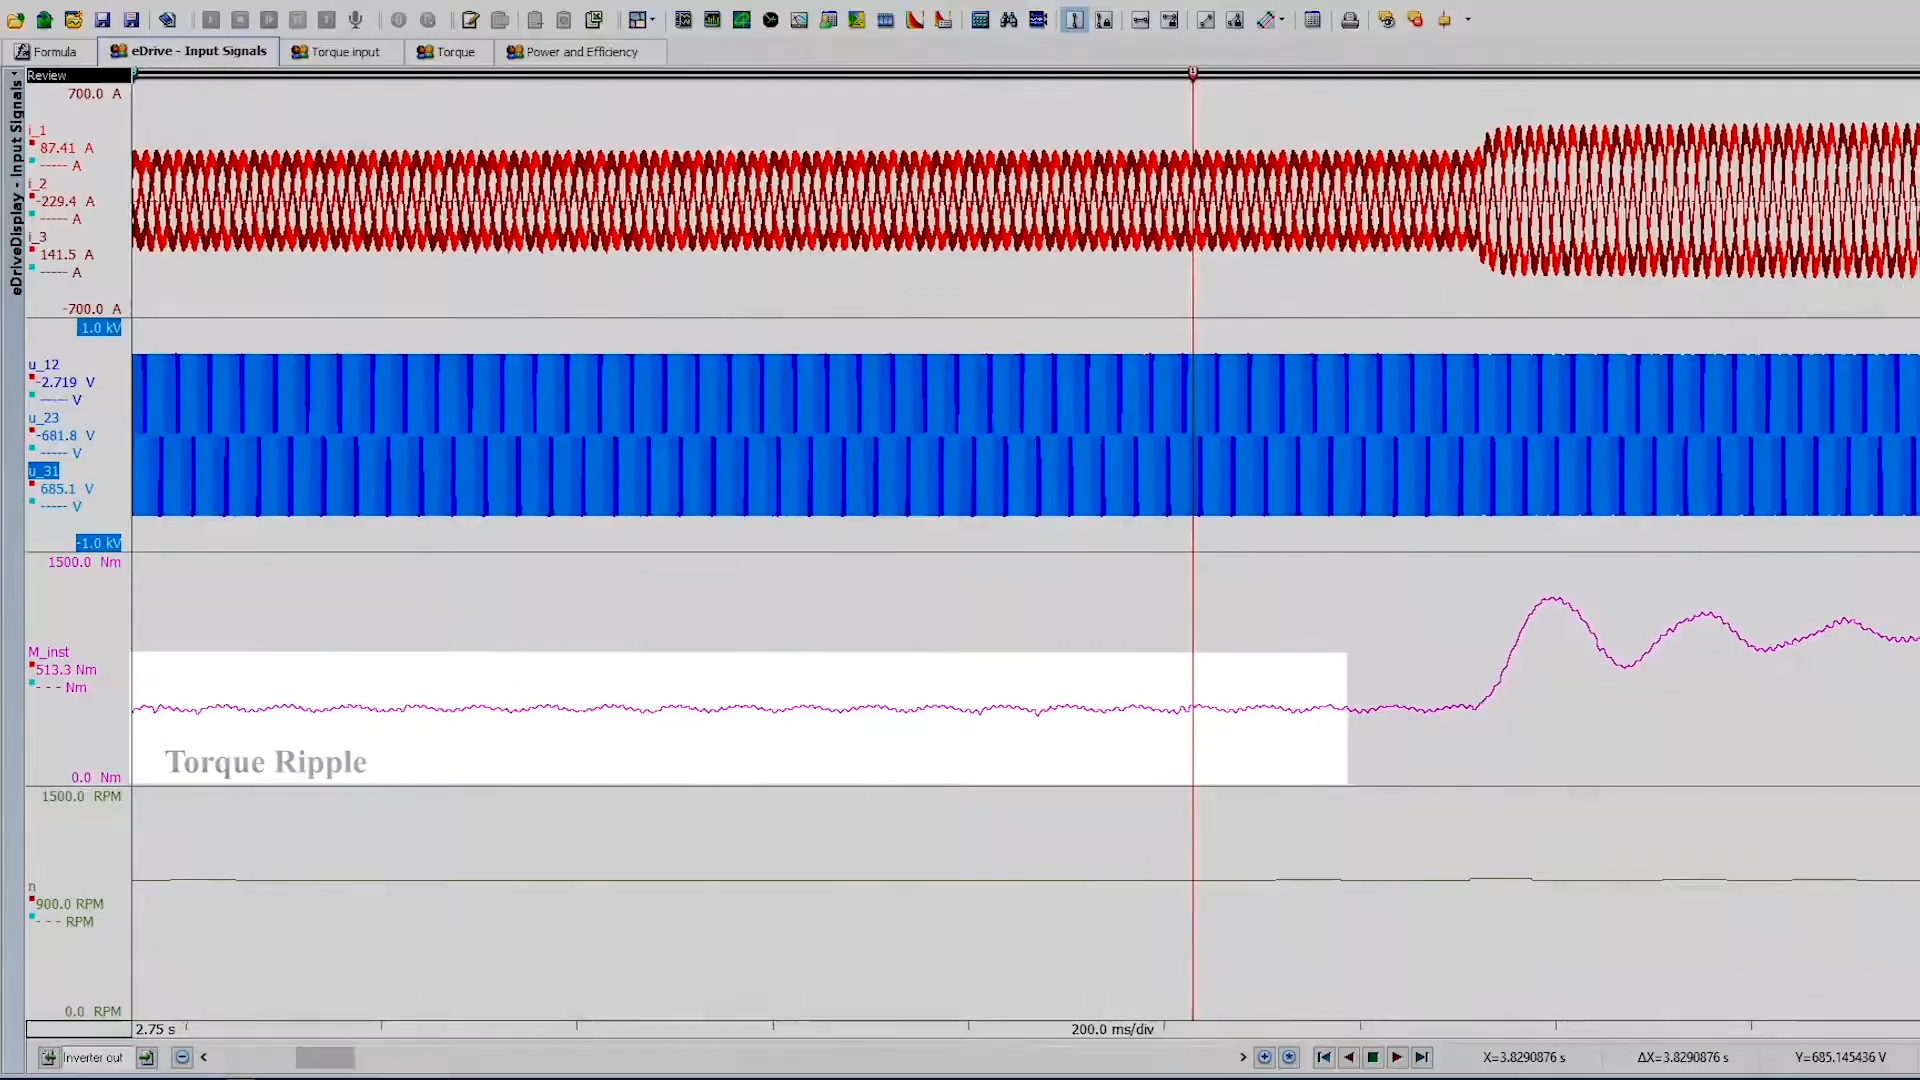 Formula
eDrive - Input Signals
Torque input
Torque
Power and Efficiency
eDriveDisplay - Input Signals
Review
700.0 A
i_1
87.41 A
----- A
i_2
-229.4 A
----- A
i_3
141.5 A
----- A
-700.0 A
1.0 kV
u_12
-2.719 V
----- V
u_23
-681.8 V
----- V
u_31
685.1 V
----- V
-1.0 kV
1500.0 Nm
M_inst
513.3 Nm
- - - Nm
Torque Ripple
0.0 Nm
1500.0 RPM
n
900.0 RPM
- - - RPM
0.0 RPM
2.75 s
200.0 ms/div
Inverter out
X=3.8290876 s
ΔX=3.8290876 s
Y=685.145436 V